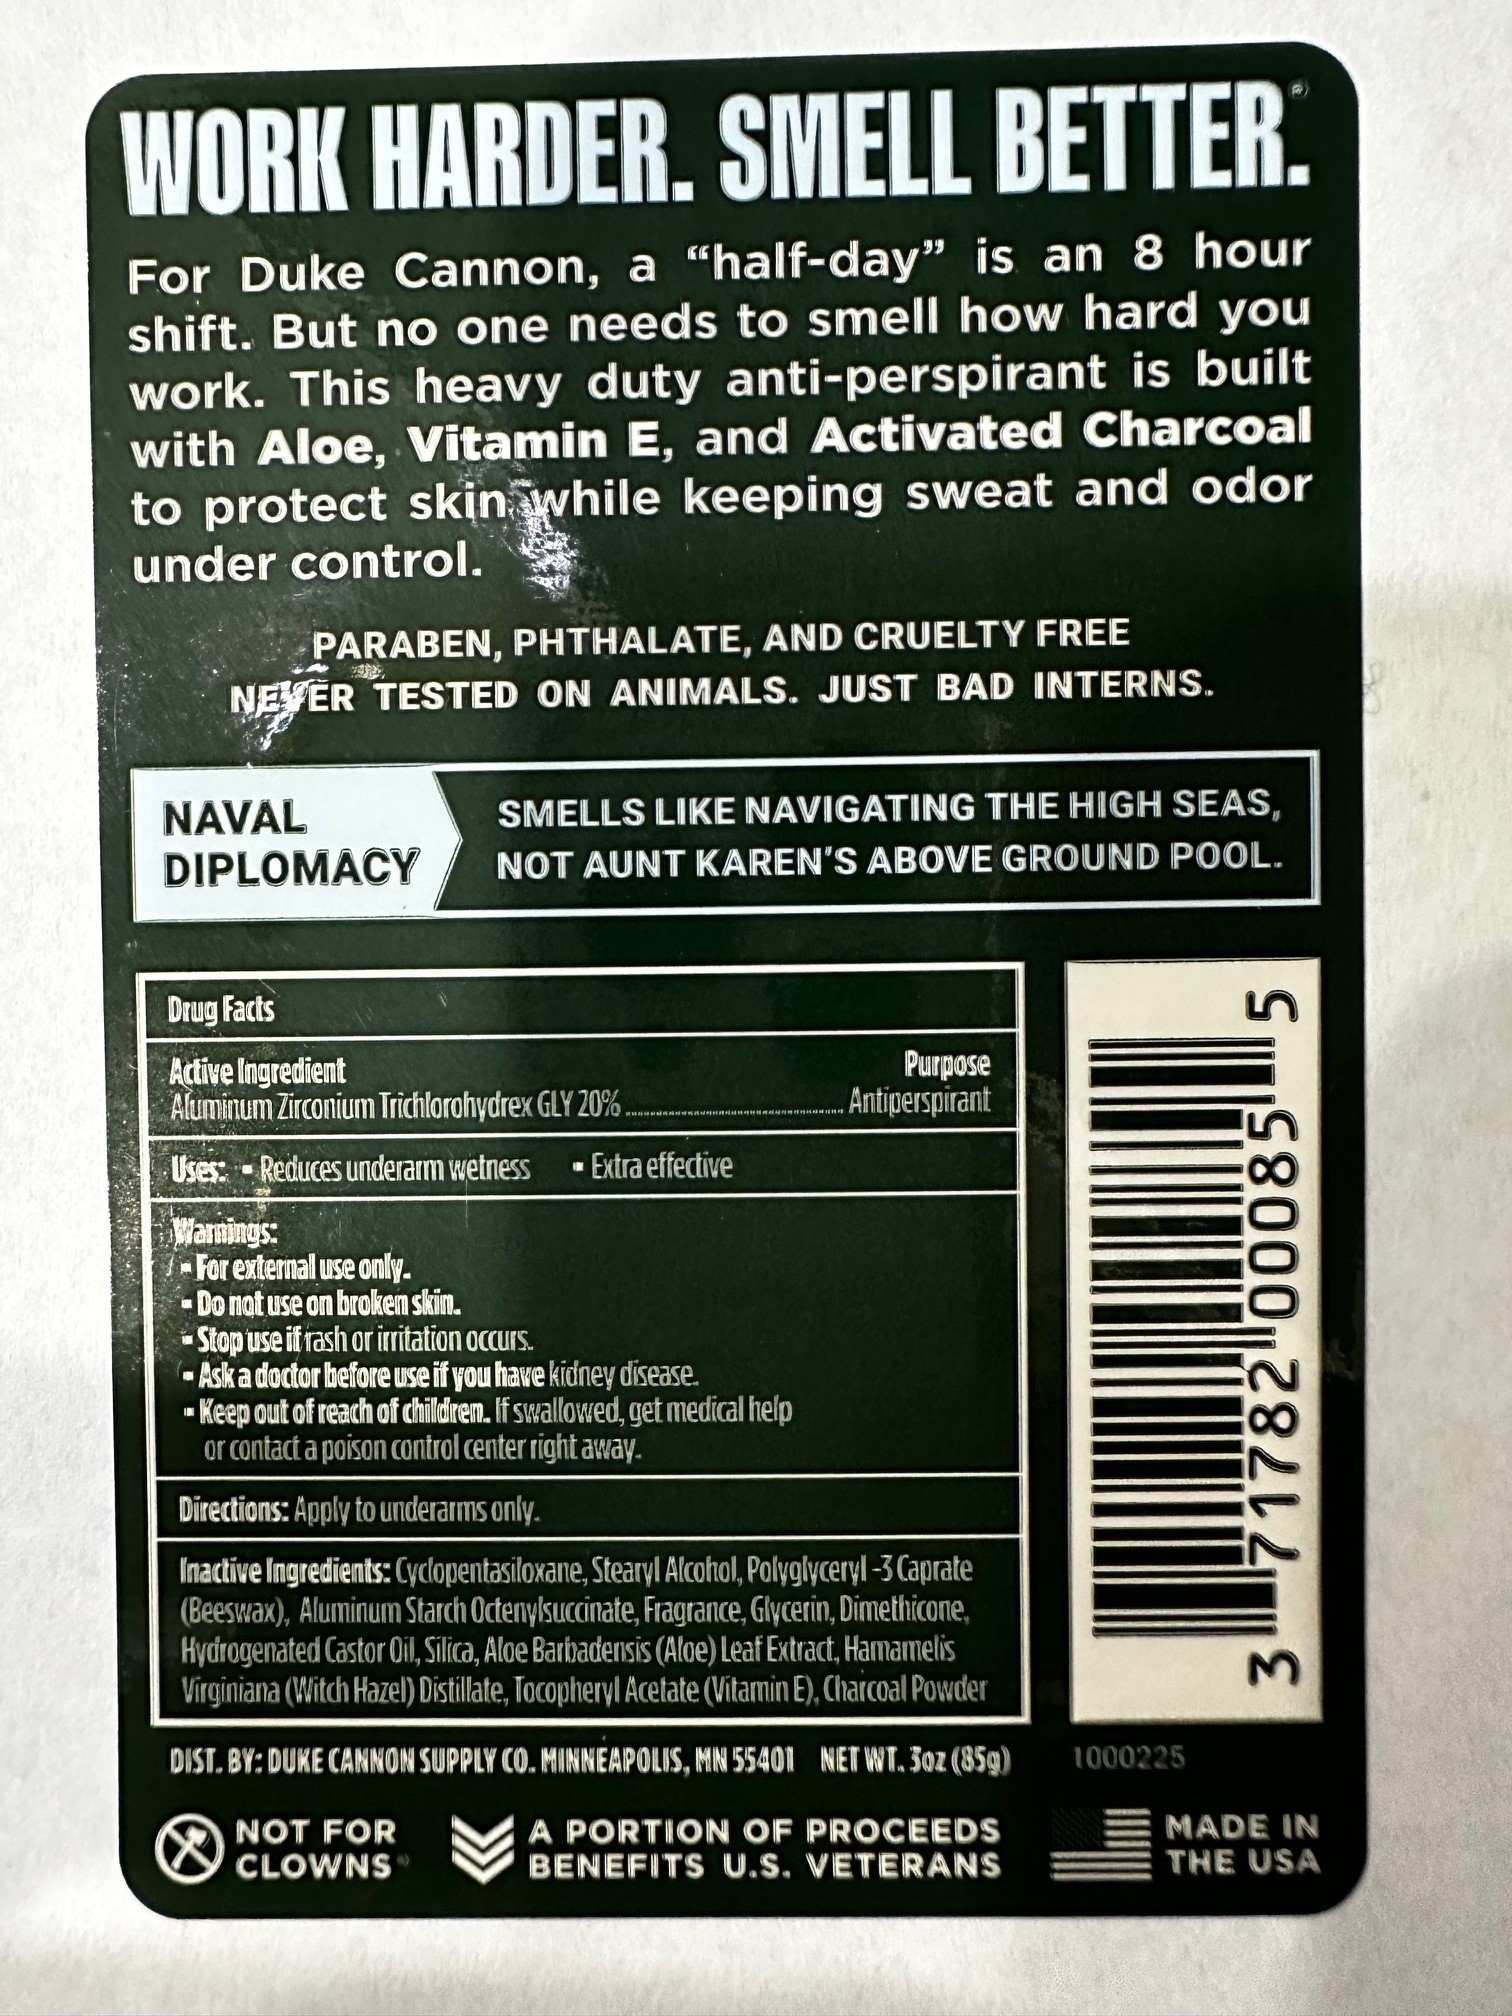 WORK HARDER. SMELL BETTER.®
For Duke Cannon, a “half-day” is an 8 hour
shift. But no one needs to smell how hard you
work. This heavy duty anti-perspirant is built
with Aloe, Vitamin E, and Activated Charcoal
to protect skin while keeping sweat and odor
under control.
PARABEN, PHTHALATE, AND CRUELTY FREE
NEVER TESTED ON ANIMALS. JUST BAD INTERNS.
NAVAL
DIPLOMACY
SMELLS LIKE NAVIGATING THE HIGH SEAS,
NOT AUNT KAREN'S ABOVE GROUND POOL.
Drug Facts
Active Ingredient Purpose
Aluminum Zirconium Trichlorohydrex GLY 20% ........................................ Antiperspirant
Uses: ▪ Reduces underarm wetness ▪ Extra effective
Warnings:
▪ For external use only.
▪ Do not use on broken skin.
▪ Stop use if rash or irritation occurs.
▪ Ask a doctor before use if you have kidney disease.
▪ Keep out of reach of children. If swallowed, get medical help
or contact a poison control center right away.
Directions: Apply to underarms only.
Inactive Ingredients: Cyclopentasiloxane, Stearyl Alcohol, Polyglyceryl -3 Caprate
(Beeswax), Aluminum Starch Octenylsuccinate, Fragrance, Glycerin, Dimethicone,
Hydrogenated Castor Oil, Silica, Aloe Barbadensis (Aloe) Leaf Extract, Hamamelis
Virginiana (Witch Hazel) Distillate, Tocopheryl Acetate (Vitamin E), Charcoal Powder
3 71782 00085 5
DIST. BY: DUKE CANNON SUPPLY CO. MINNEAPOLIS, MN 55401 NET WT. 3oz (85g)
1000225
NOT FOR
CLOWNS®
A PORTION OF PROCEEDS
BENEFITS U.S. VETERANS
MADE IN
THE USA